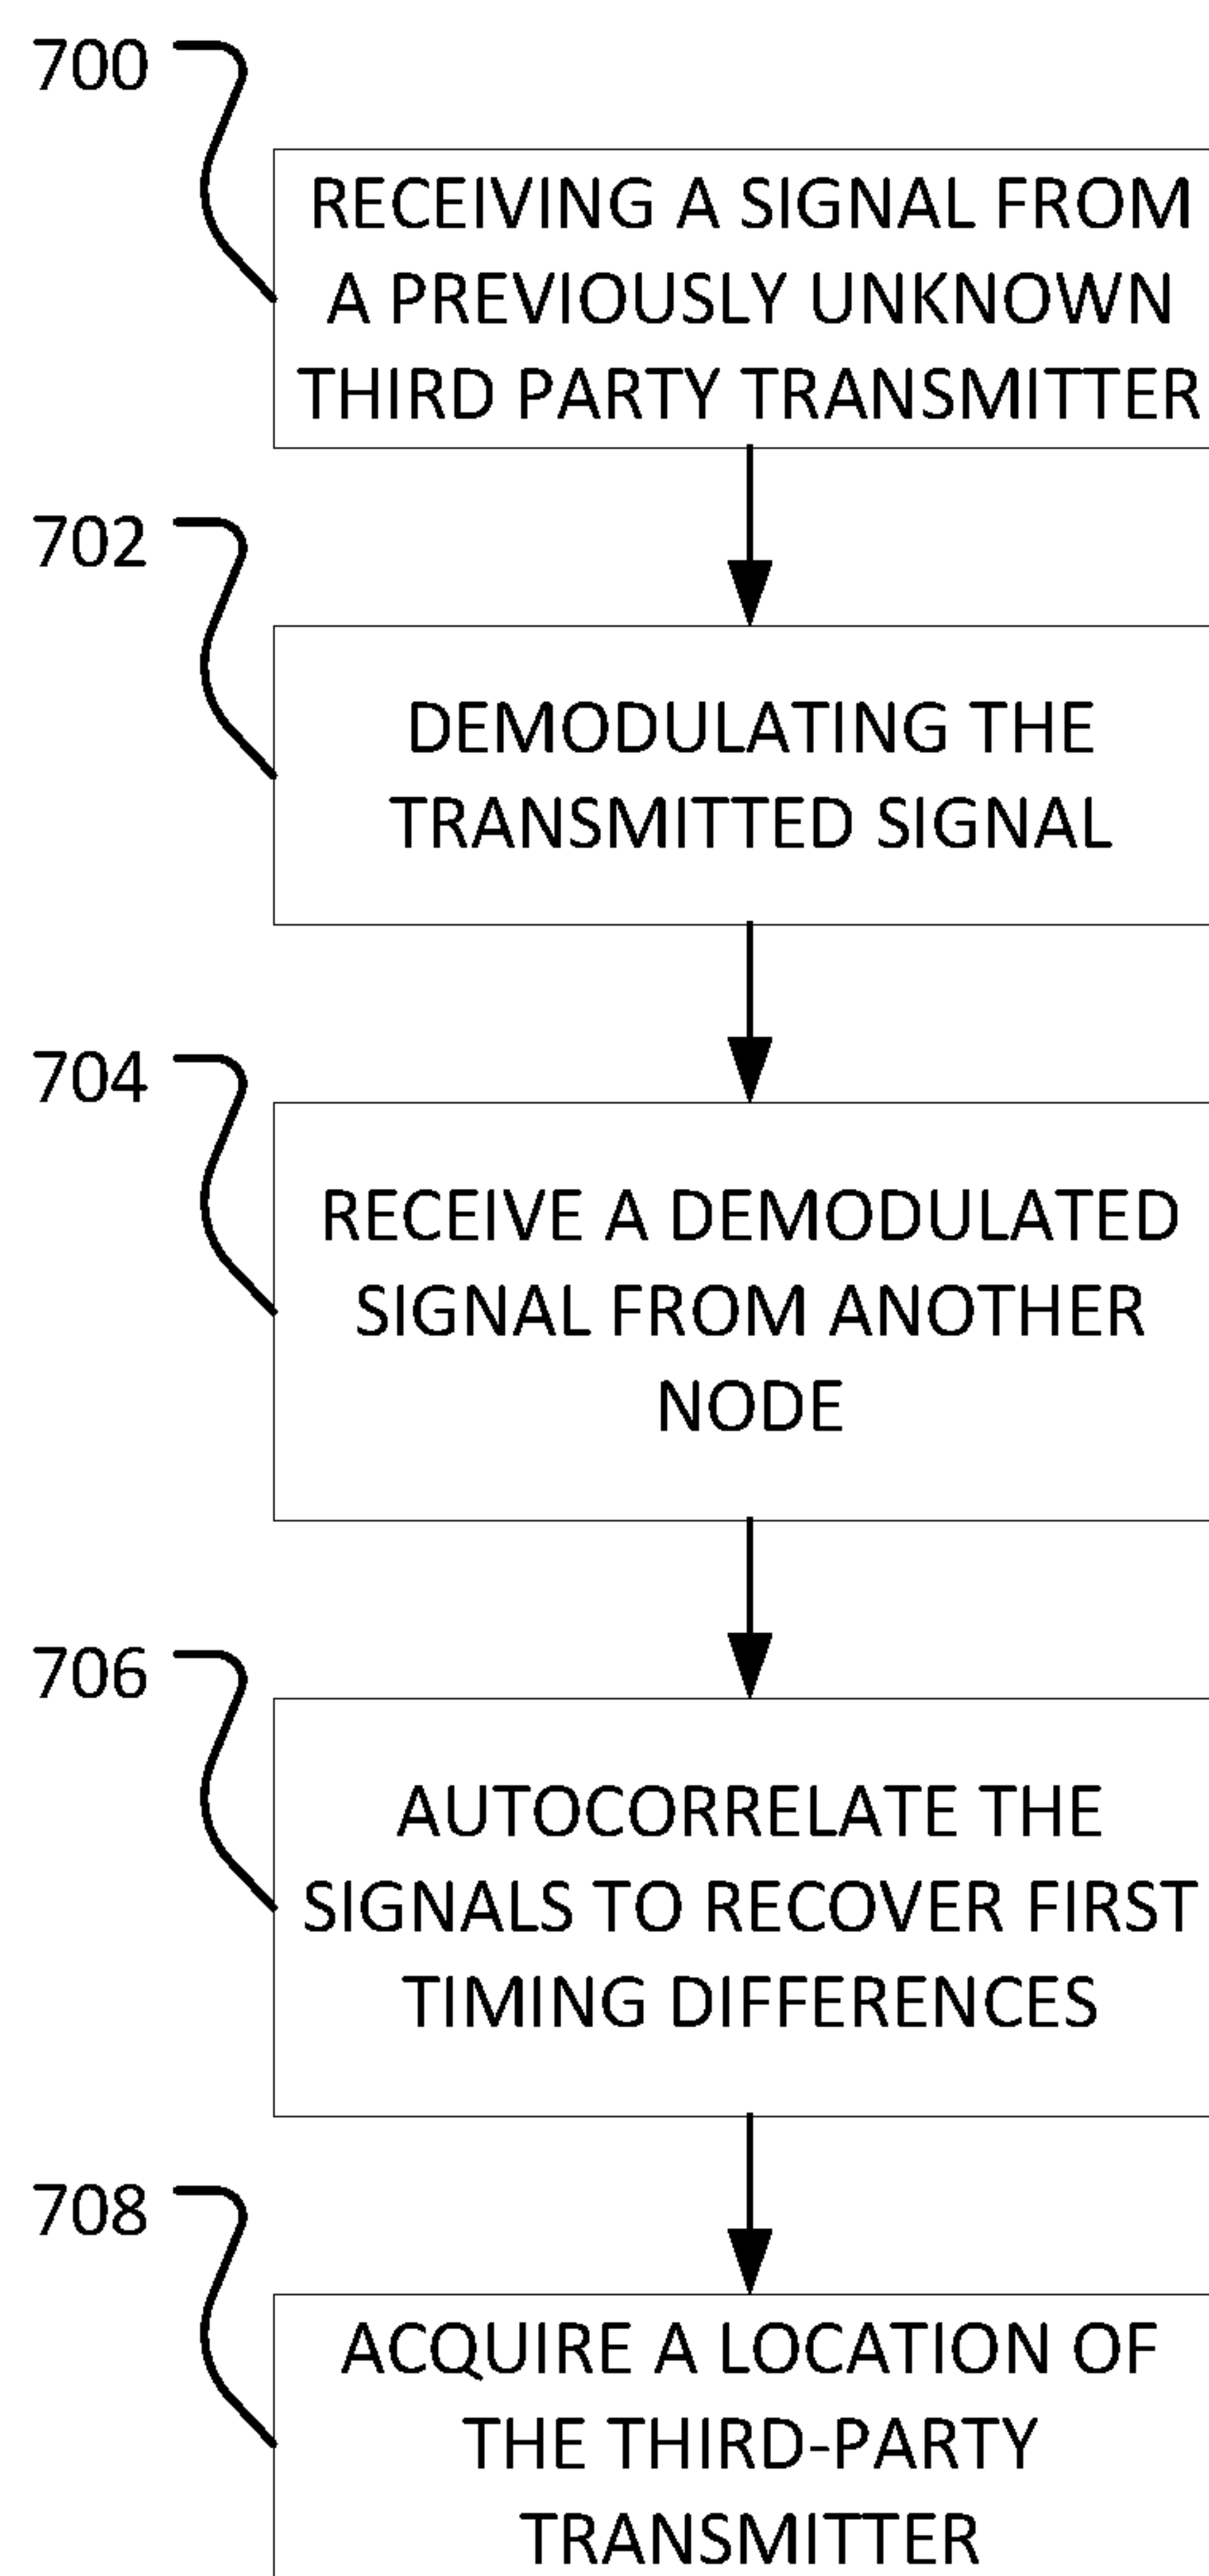 700
RECEIVING A SIGNAL FROM
A PREVIOUSLY UNKNOWN
THIRD PARTY TRANSMITTER
702
DEMODULATING THE
TRANSMITTED SIGNAL
704
RECEIVE A DEMODULATED
SIGNAL FROM ANOTHER
NODE
706
AUTOCORRELATE THE
SIGNALS TO RECOVER FIRST
TIMING DIFFERENCES
708
ACQUIRE A LOCATION OF
THE THIRD-PARTY
TRANSMITTER